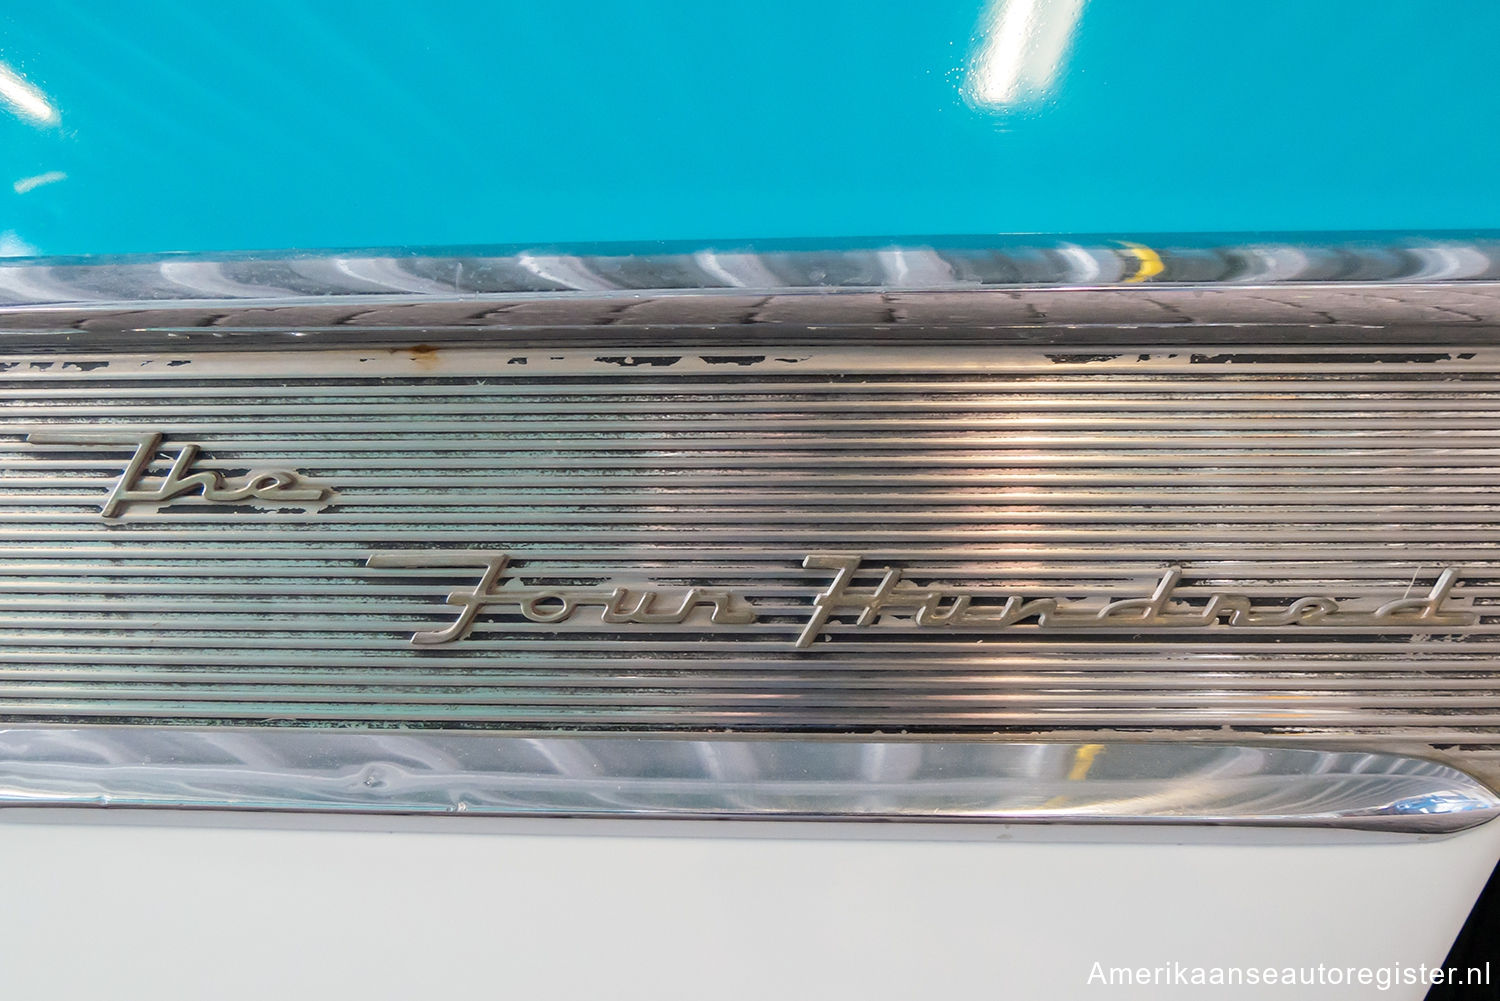 The
Four Hundred
Amerikaanseautoregister.nl